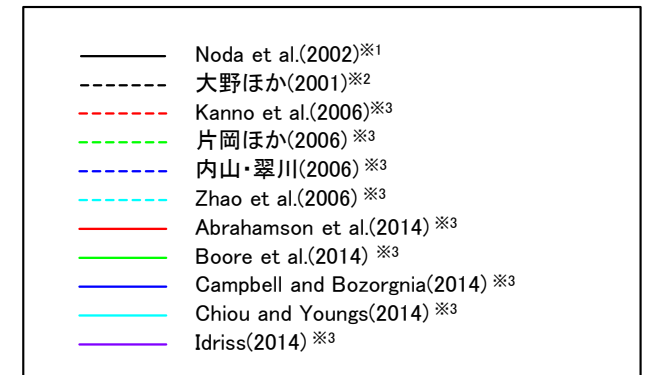 Noda et al.(2002)※1
大野ほか(2001)※2
Kanno et al.(2006)※3
片岡ほか(2006) ※3
内山・翠川(2006) ※3
Zhao et al.(2006) ※3
Abrahamson et al.(2014) ※3
Boore et al.(2014) ※3
Campbell and Bozorgnia(2014) ※3
Chiou and Youngs(2014) ※3
Idriss(2014) ※3